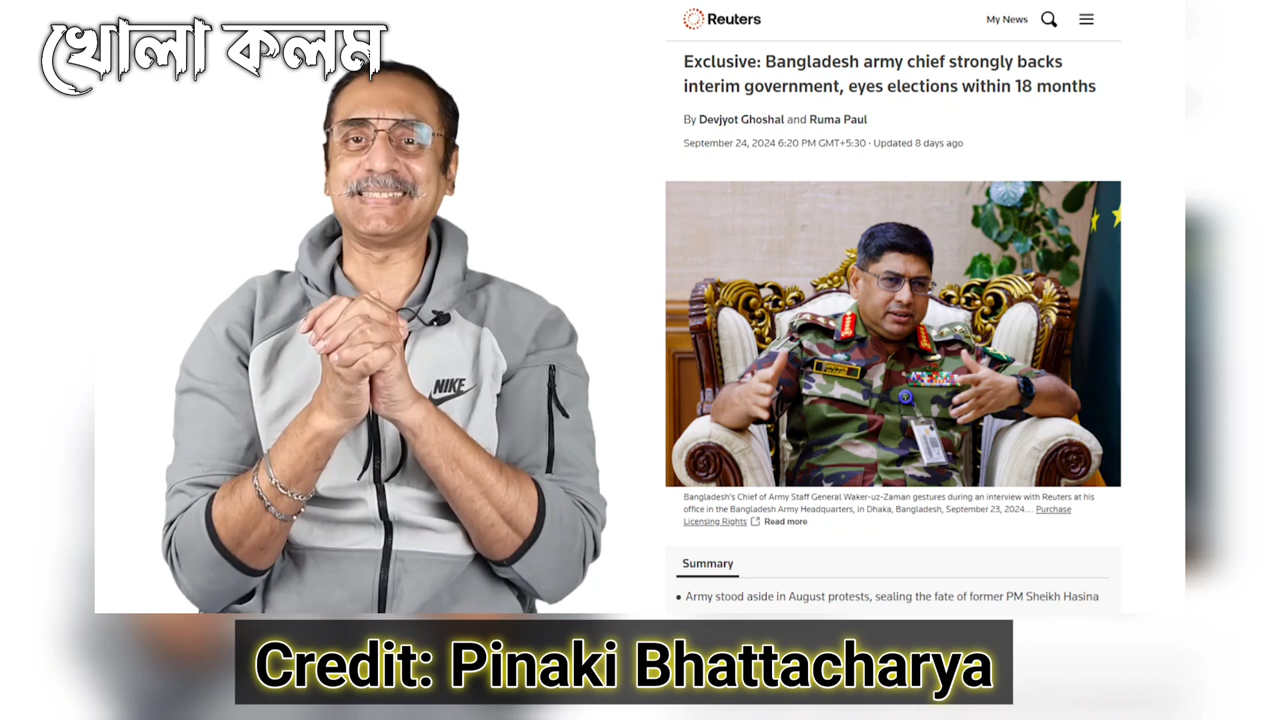 খোলা কলম
Reuters
My News
Exclusive: Bangladesh army chief strongly backs
interim government, eyes elections within 18 months
By Devjyot Ghoshal and Ruma Paul
September 24, 2024 6:20 PM GMT+5:30 · Updated 8 days ago
NIKE
Bangladesh's Chief of Army Staff General Waker-uz-Zaman gestures during an interview with Reuters at his
office in the Bangladesh Army Headquarters, in Dhaka, Bangladesh, September 23, 2024.... Purchase
Licensing Rights Read more
Summary
• Army stood aside in August protests, sealing the fate of former PM Sheikh Hasina
Credit: Pinaki Bhattacharya